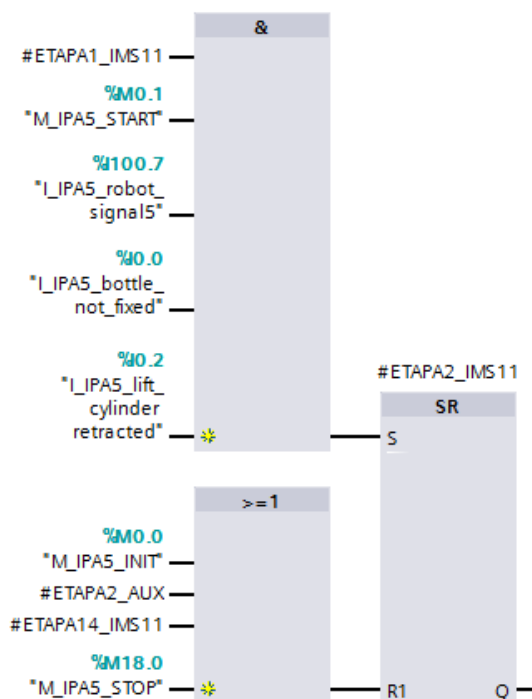 &
#ETAPA1_IMS11
%M0.1
"M_IPA5_START"
%I100.7
"I_IPA5_robot_
signal5"
%I0.0
"I_IPA5_bottle_
not_fixed"
%I0.2
"I_IPA5_lift_
cylinder
retracted"
#ETAPA2_IMS11
SR
S
>=1
%M0.0
"M_IPA5_INIT"
#ETAPA2_AUX
#ETAPA14_IMS11
%M18.0
"M_IPA5_STOP"
R1
Q